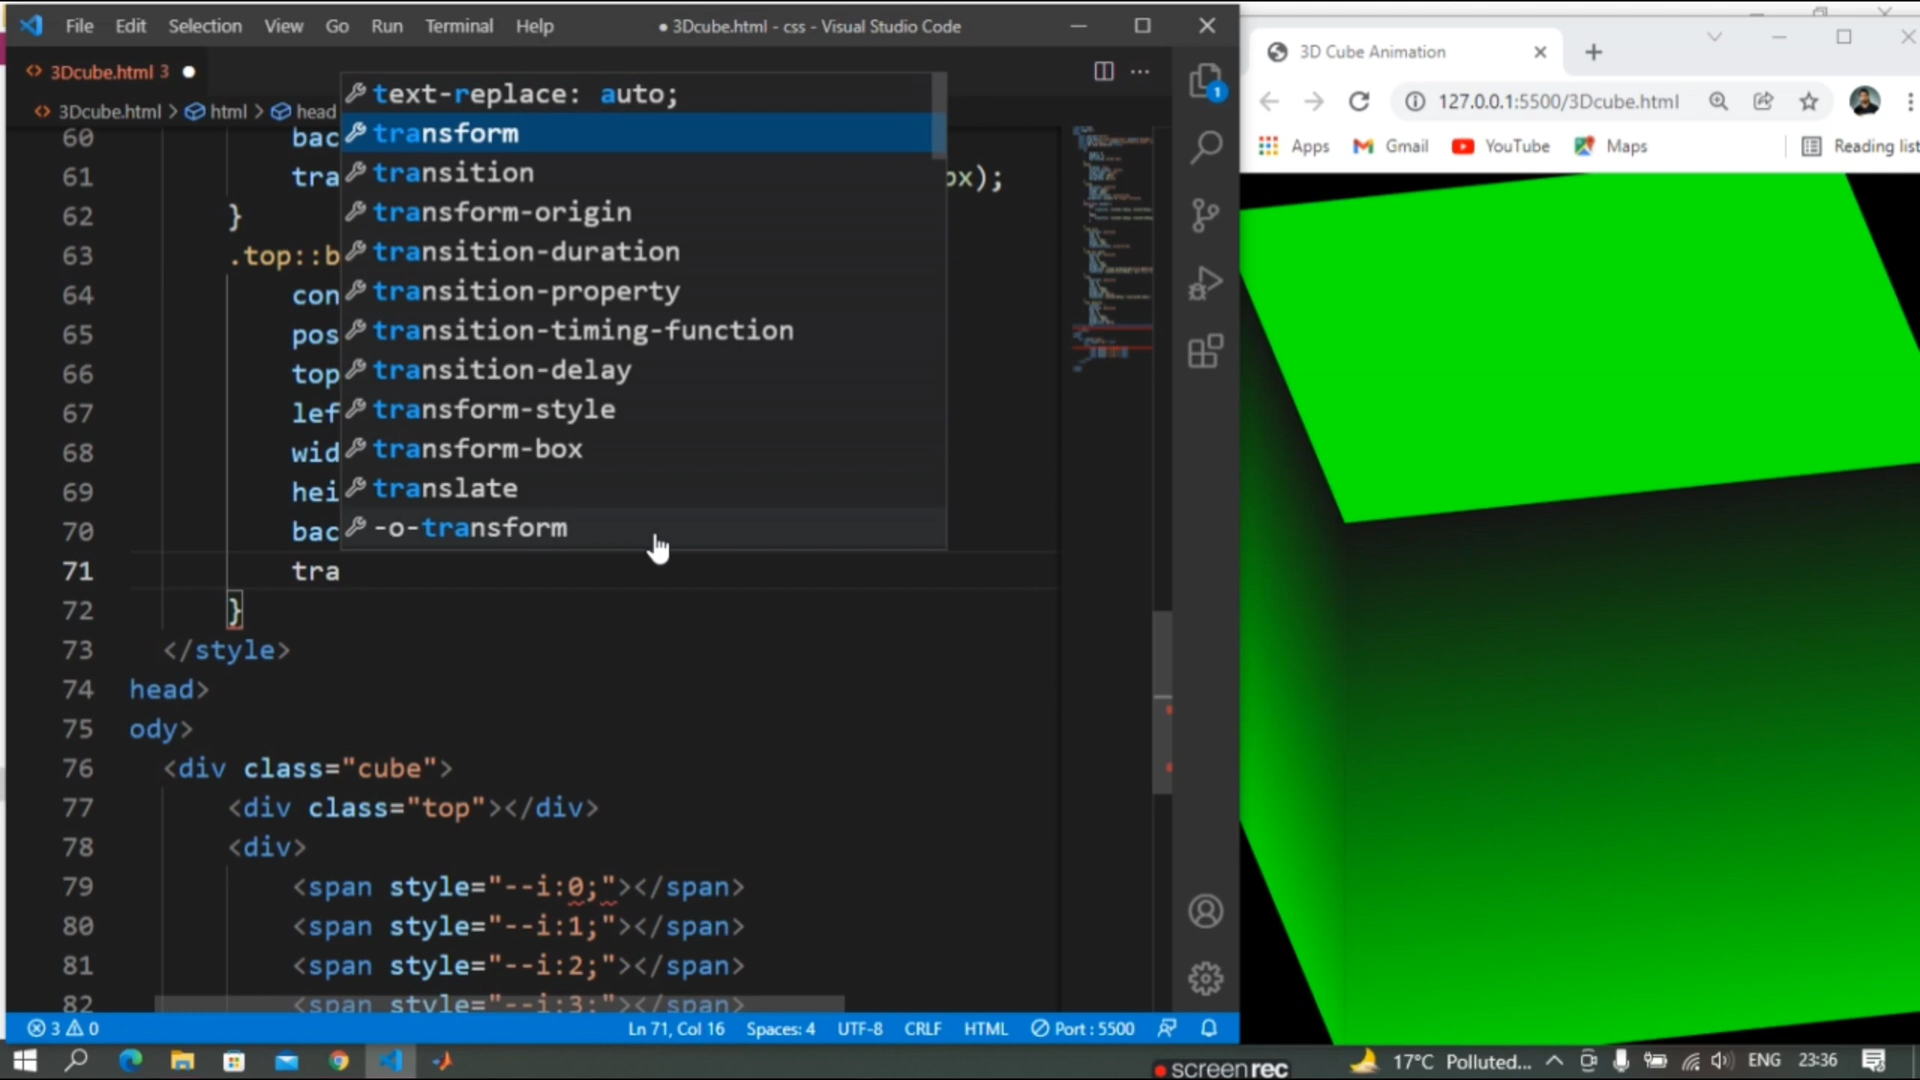 File Edit Selection View Go Run Terminal Help
● 3Dcube.html - css - Visual Studio Code
3Dcube.html 3 ●
3Dcube.html > html > head
text-replace: auto;
transform
transition
transform-origin
transition-duration
transition-property
transition-timing-function
transition-delay
transform-style
transform-box
translate
-o-transform
60 bac
61 tra px);
62 }
63 .top::b
64 con
65 pos
66 top
67 lef
68 wid
69 hei
70 bac
71 tra
72 }
73 </style>
74 head>
75 ody>
76 <div class="cube">
77 <div class="top"></div>
78 <div>
79 <span style="--i:0;"></span>
80 <span style="--i:1;"></span>
81 <span style="--i:2;"></span>
82 <span style="--i:3;"></span>
1
3 0
Ln 71, Col 16 Spaces: 4 UTF-8 CRLF HTML Port : 5500
3D Cube Animation
127.0.0.1:5500/3Dcube.html
Apps Gmail YouTube Maps Reading list
screenrec
17°C Polluted... ENG 23:36